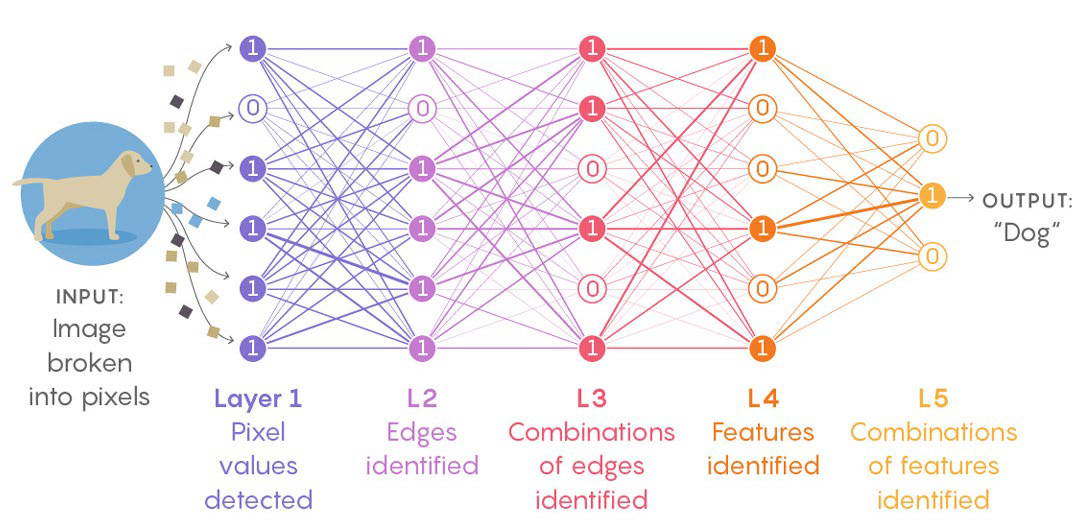 1 1 1 1
0 0 1 0
0
1 1 0 0
1
OUTPUT:
“Dog”
1 1 1 1
0
1 1 0 0
1 1 1 1
INPUT:
Image
broken
into pixels
Layer 1
Pixel
values
detected
L2
Edges
identified
L3
Combinations
of edges
identified
L4
Features
identified
L5
Combinations
of features
identified